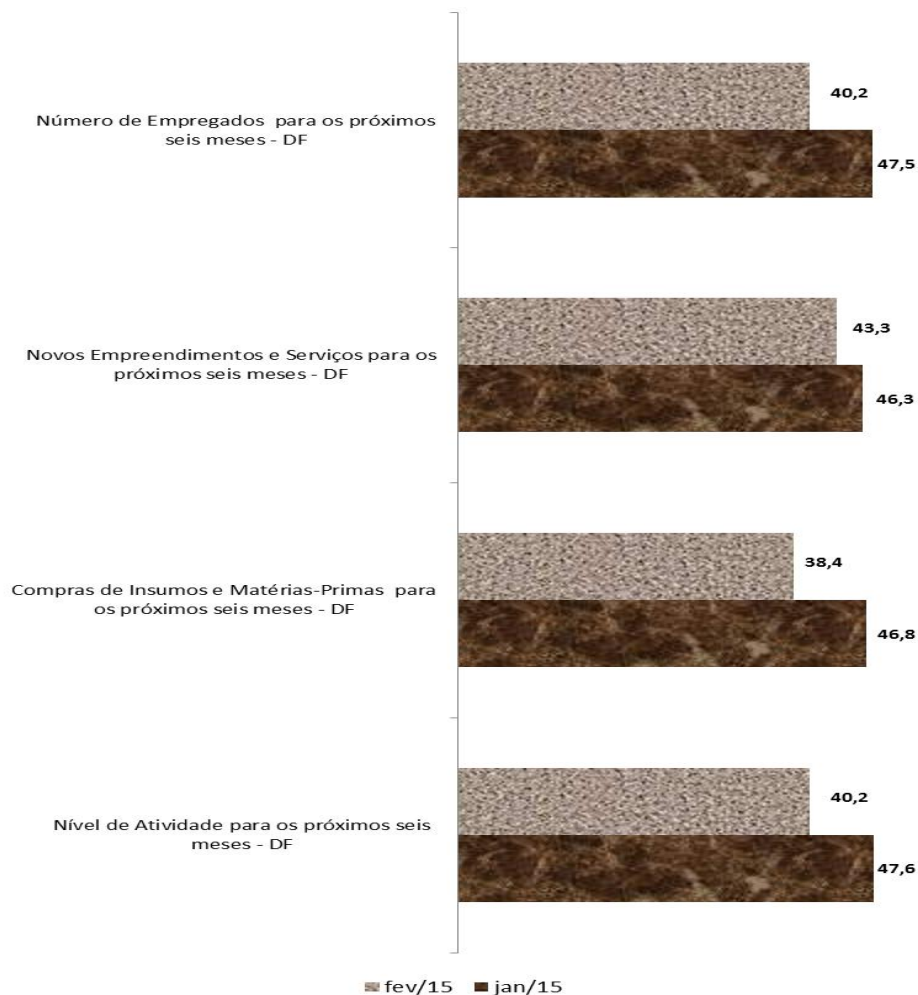 Número de Empregados para os próximos
seis meses - DF
40,2
47,5
Novos Empreendimentos e Serviços para os
próximos seis meses - DF
43,3
46,3
Compras de Insumos e Matérias-Primas para
os próximos seis meses - DF
38,4
46,8
Nível de Atividade para os próximos seis
meses - DF
40,2
47,6
fev/15 jan/15